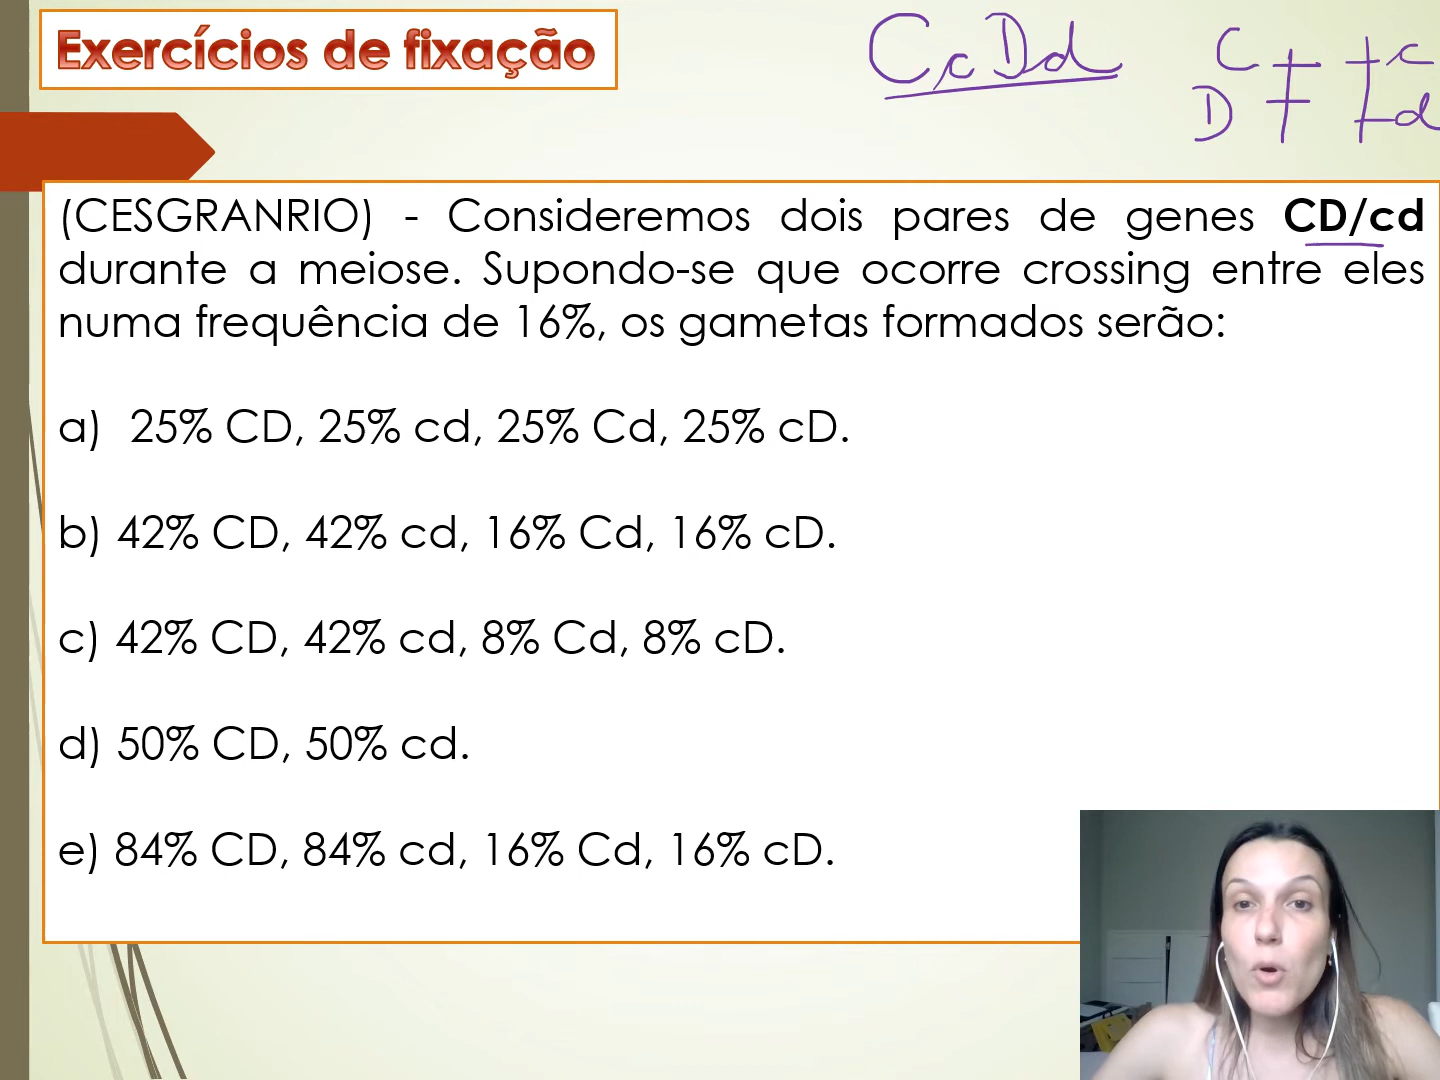 Exercícios de fixação
CcDd
C c
D d
(CESGRANRIO) - Consideremos dois pares de genes CD/cd
durante a meiose. Supondo-se que ocorre crossing entre eles
numa frequência de 16%, os gametas formados serão:
a) 25% CD, 25% cd, 25% Cd, 25% cD.
b) 42% CD, 42% cd, 16% Cd, 16% cD.
c) 42% CD, 42% cd, 8% Cd, 8% cD.
d) 50% CD, 50% cd.
e) 84% CD, 84% cd, 16% Cd, 16% cD.